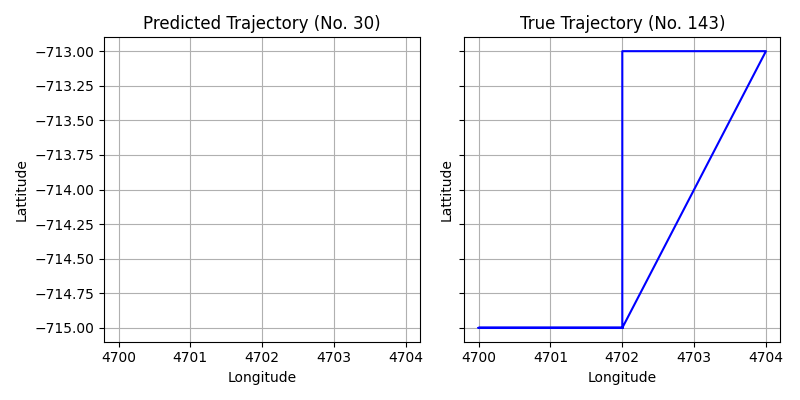 Predicted Trajectory (No. 30)
True Trajectory (No. 143)
−713.00
−713.25
−713.50
−713.75
−714.00
−714.25
−714.50
−714.75
−715.00
Lattitude
Lattitude
4700 4701 4702 4703 4704
4700 4701 4702 4703 4704
Longitude
Longitude